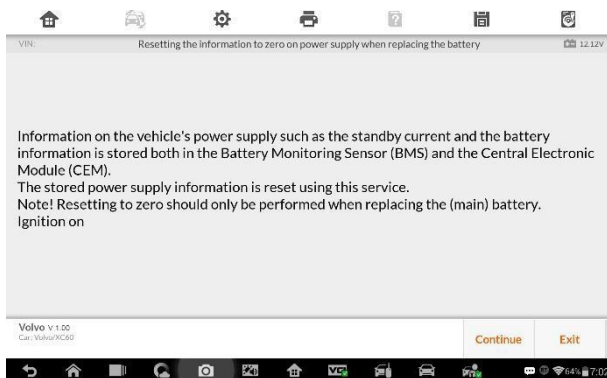 VIN: Resetting the information to zero on power supply when replacing the battery 12.12V
Information on the vehicle's power supply such as the standby current and the battery
information is stored both in the Battery Monitoring Sensor (BMS) and the Central Electronic
Module (CEM).
The stored power supply information is reset using this service.
Note! Resetting to zero should only be performed when replacing the (main) battery.
Ignition on
Volvo V 1.00
Car: Volvo/XC60
Continue Exit
64% 7:02